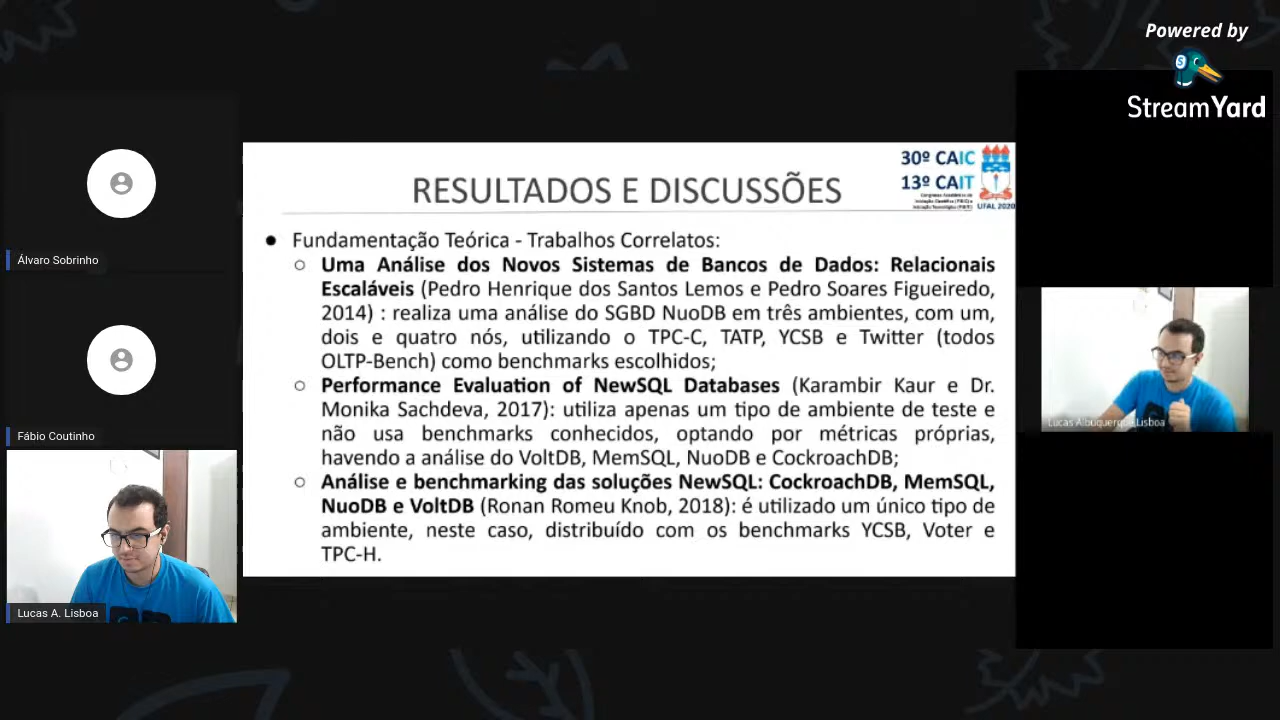 Powered by
StreamYard
30º CAIC
13º CAIT
UFAL 2020
RESULTADOS E DISCUSSÕES
● Fundamentação Teórica - Trabalhos Correlatos:
○ Uma Análise dos Novos Sistemas de Bancos de Dados: Relacionais
Escaláveis (Pedro Henrique dos Santos Lemos e Pedro Soares Figueiredo,
2014) : realiza uma análise do SGBD NuoDB em três ambientes, com um,
dois e quatro nós, utilizando o TPC-C, TATP, YCSB e Twitter (todos
OLTP-Bench) como benchmarks escolhidos;
○ Performance Evaluation of NewSQL Databases (Karambir Kaur e Dr.
Monika Sachdeva, 2017): utiliza apenas um tipo de ambiente de teste e
não usa benchmarks conhecidos, optando por métricas próprias,
havendo a análise do VoltDB, MemSQL, NuoDB e CockroachDB;
○ Análise e benchmarking das soluções NewSQL: CockroachDB, MemSQL,
NuoDB e VoltDB (Ronan Romeu Knob, 2018): é utilizado um único tipo de
ambiente, neste caso, distribuído com os benchmarks YCSB, Voter e
TPC-H.
Álvaro Sobrinho
Fábio Coutinho
Lucas A. Lisboa
Lucas Albuquerque Lisboa